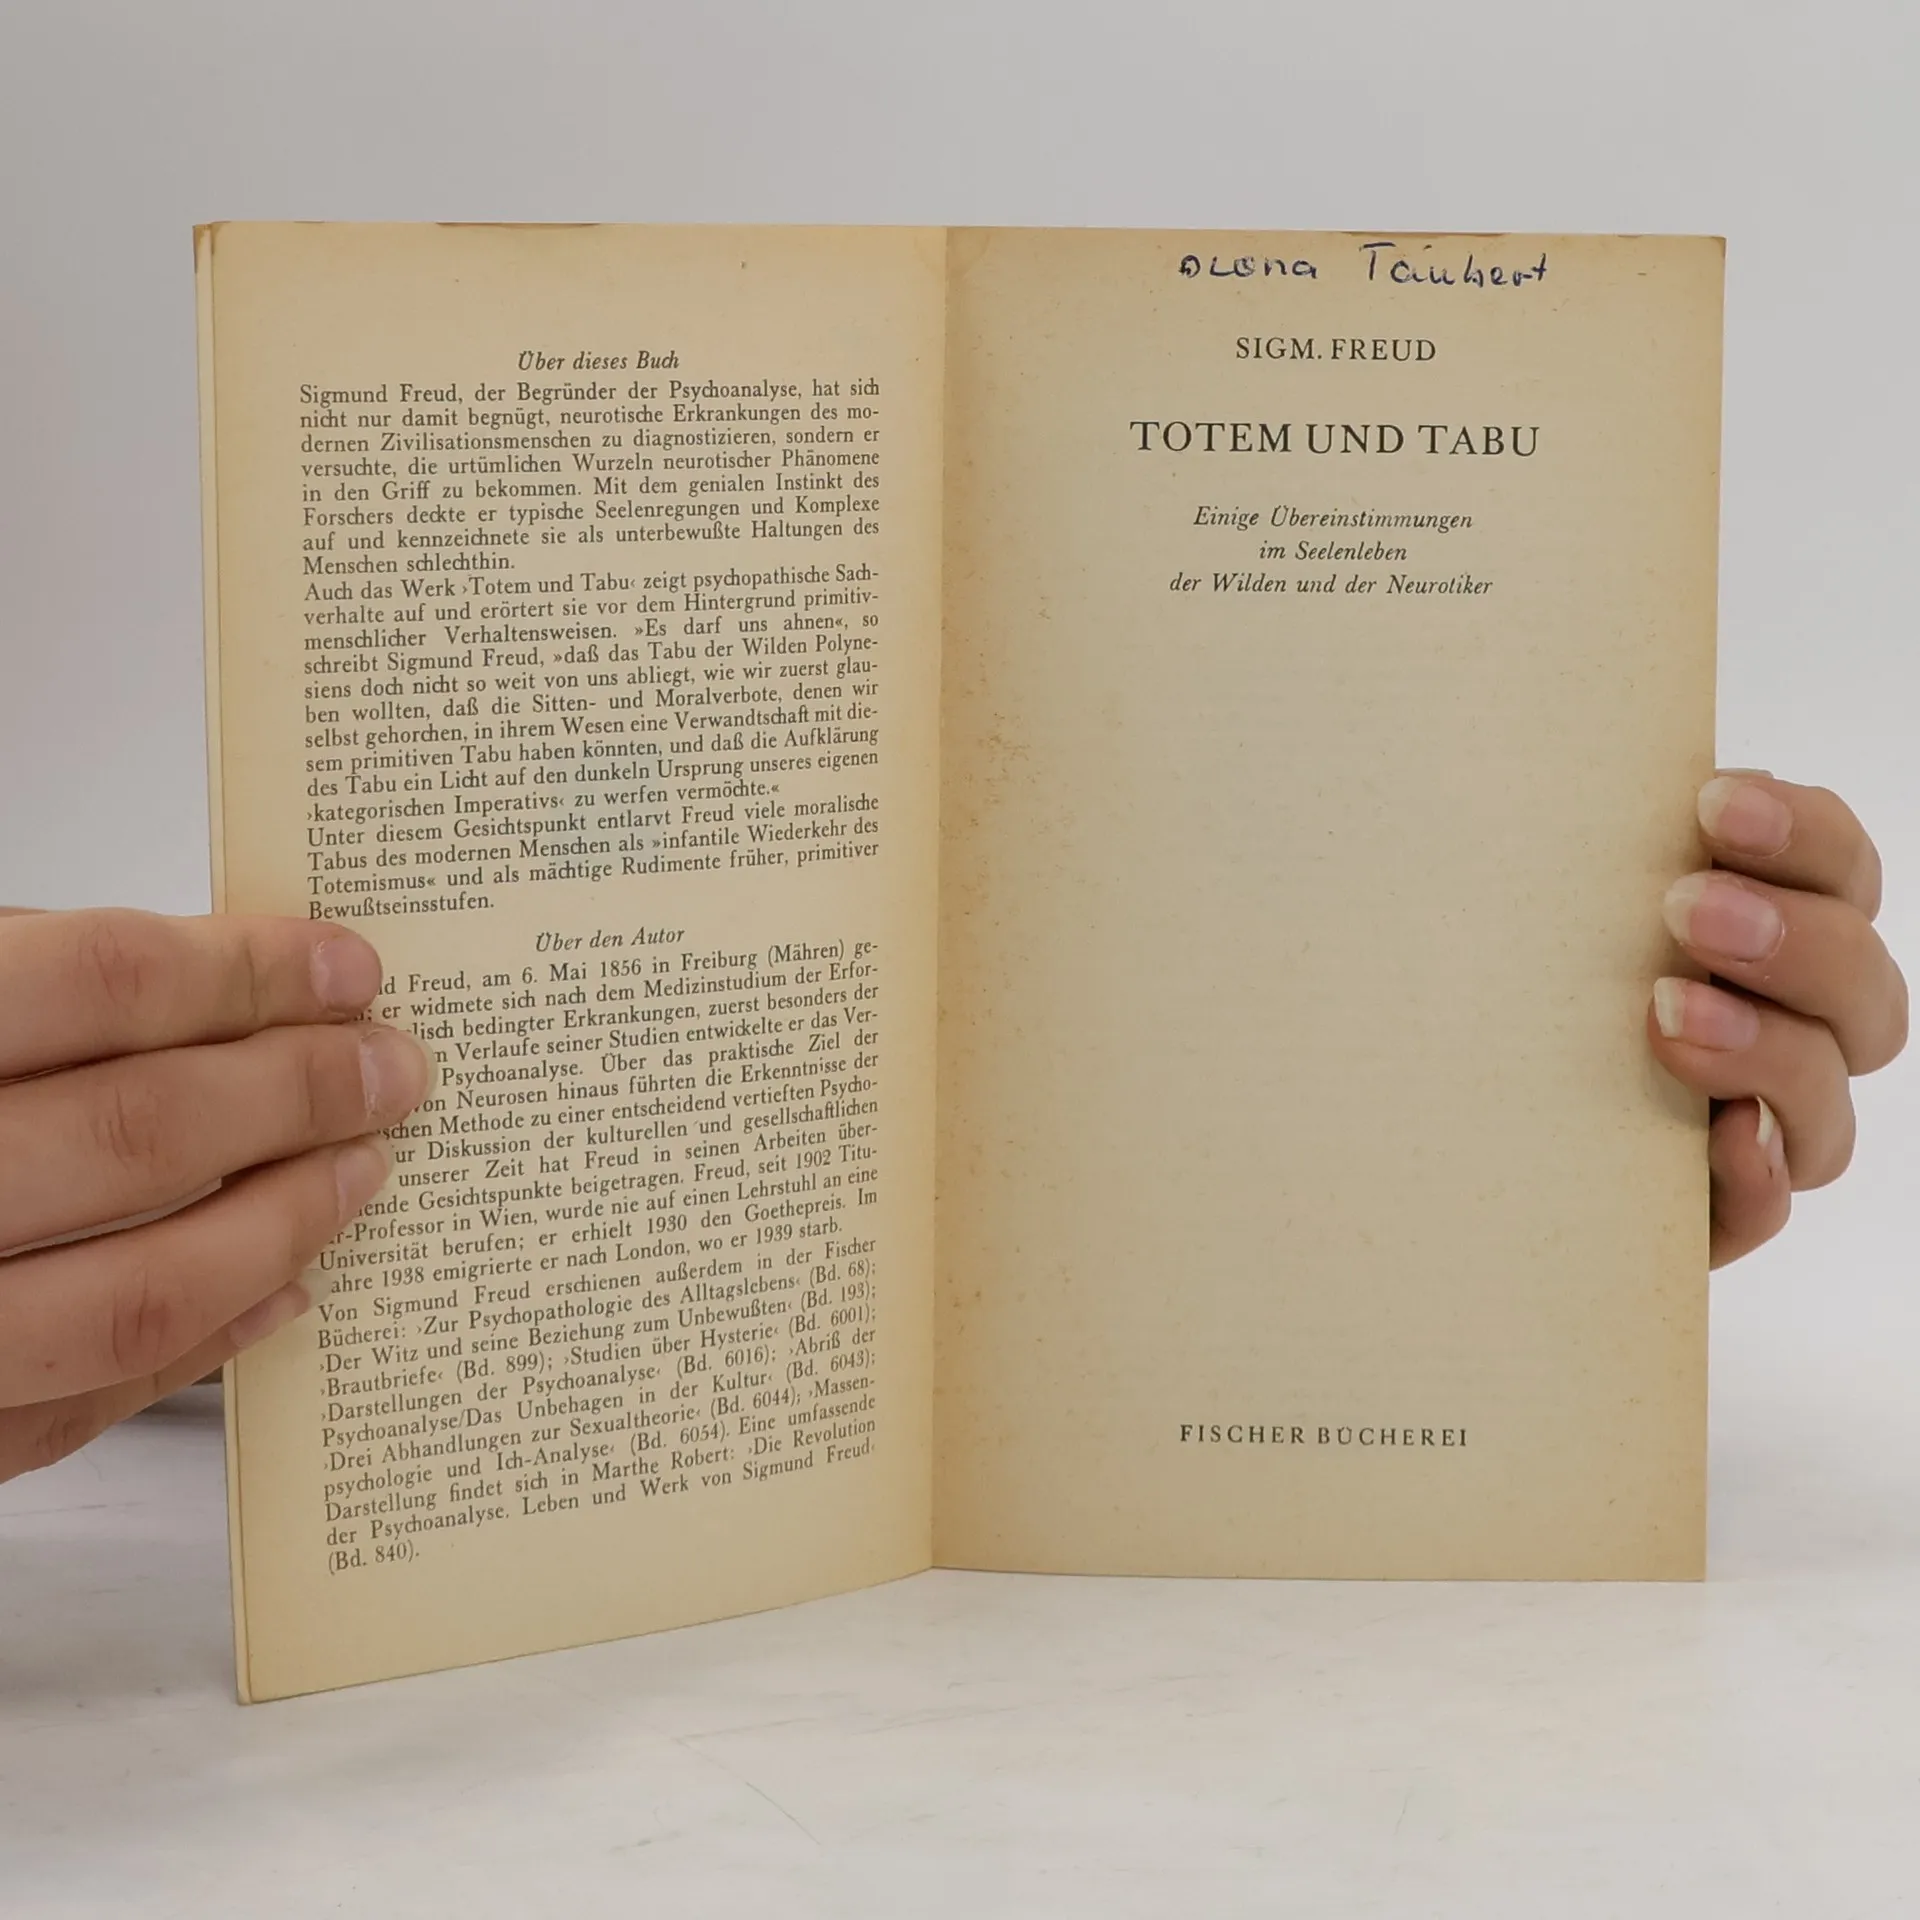 Über dieses Buch
Sigmund Freud, der Begründer der Psychoanalyse, hat sich
nicht nur damit begnügt, neurotische Erkrankungen des mo-
dernen Zivilisationsmenschen zu diagnostizieren, sondern er
versuchte, die urtümlichen Wurzeln neurotischer Phänomene
in den Griff zu bekommen. Mit dem genialen Instinkt des
Forschers deckte er typische Seelenregungen und Komplexe
auf und kennzeichnete sie als unterbewußte Haltungen des
Menschen schlechthin.
Auch das Werk ›Totem und Tabu‹ zeigt psychopathische Sach-
verhalte auf und erörtert sie vor dem Hintergrund primitiv-
menschlicher Verhaltensweisen. »Es darf uns ahnen«, so
schreibt Sigmund Freud, »daß das Tabu der Wilden Polyne-
siens doch nicht so weit von uns abliegt, wie wir zuerst glau-
ben wollten, daß die Sitten- und Moralverbote, denen wir
selbst gehorchen, in ihrem Wesen eine Verwandtschaft mit die-
sem primitiven Tabu haben könnten, und daß die Aufklärung
des Tabu ein Licht auf den dunkeln Ursprung unseres eigenen
›kategorischen Imperativs‹ zu werfen vermöchte.«
Unter diesem Gesichtspunkt entlarvt Freud viele moralische
Tabus des modernen Menschen als »infantile Wiederkehr des
Totemismus« und als mächtige Rudimente früher, primitiver
Bewußtseinsstufen.
Über den Autor
Freud, am 6. Mai 1856 in Freiburg (Mähren) ge-
er widmete sich nach dem Medizinstudium der Erfor-
bedingter Erkrankungen, zuerst besonders der
Verlaufe seiner Studien entwickelte er das Ver-
Psychoanalyse. Über das praktische Ziel der
von Neurosen hinaus führten die Erkenntnisse der
Methode zu einer entscheidend vertieften Psycho-
Diskussion der kulturellen und gesellschaftlichen
unserer Zeit hat Freud in seinen Arbeiten über-
Gesichtspunkte beigetragen. Freud, seit 1902 Titu-
-Professor in Wien, wurde nie auf einen Lehrstuhl an eine
Universität berufen; er erhielt 1930 den Goethepreis. Im
ahre 1938 emigrierte er nach London, wo er 1939 starb.
Von Sigmund Freud erschienen außerdem in der Fischer
Bücherei: ›Zur Psychopathologie des Alltagslebens‹ (Bd. 68);
›Der Witz und seine Beziehung zum Unbewußten‹ (Bd. 193);
›Brautbriefe‹ (Bd. 899); ›Studien über Hysterie‹ (Bd. 6001);
›Darstellungen der Psychoanalyse‹ (Bd. 6016); ›Abriß der
Psychoanalyse/Das Unbehagen in der Kultur‹ (Bd. 6043);
›Drei Abhandlungen zur Sexualtheorie‹ (Bd. 6044); ›Massen-
psychologie und Ich-Analyse‹ (Bd. 6054). Eine umfassende
Darstellung findet sich in Marthe Robert: ›Die Revolution
der Psychoanalyse. Leben und Werk von Sigmund Freud‹
(Bd. 840).
Taubert
SIGM. FREUD
TOTEM UND TABU
Einige Übereinstimmungen
im Seelenleben
der Wilden und der Neurotiker
FISCHER BÜCHEREI